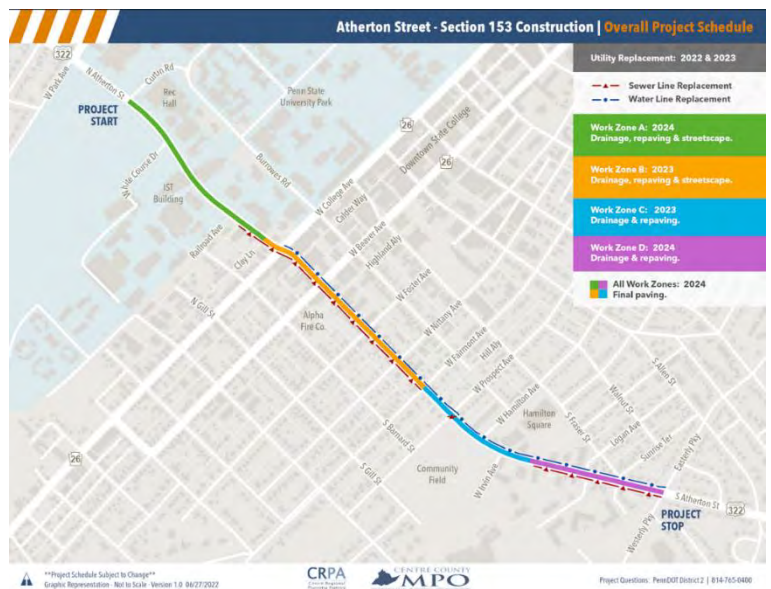 Atherton Street - Section 153 Construction | Overall Project Schedule
322
W Park Ave
N Atherton St
Curtin Rd
Rec
Hall
Penn State
University Park
PROJECT
START
26
Downtown State College
26
White Course Dr
IST
Building
Burrowes Rd
W College Ave
Calder Way
Railroad Ave
Clay Ln
W Beaver Ave
Highland Aly
N Gill St
Alpha
Fire Co.
W Foster Ave
W Nittany Ave
W Fairmont Ave
Hill Aly
W Prospect Ave
W Hamilton Ave
Hamilton
Square
S Allen St
Walnut St
S Fraser St
Logan Ave
Sunrise Ter
Easterly Pky
S Barnard St
S Gill St
26
Community
Field
W Irvin Ave
S Atherton St
322
Westerly Pky
PROJECT
STOP
Utility Replacement: 2022 & 2023
Sewer Line Replacement
Water Line Replacement
Work Zone A: 2024
Drainage, repaving & streetscape.
Work Zone B: 2023
Drainage, repaving & streetscape.
Work Zone C: 2023
Drainage & repaving.
Work Zone D: 2024
Drainage & repaving.
All Work Zones: 2024
Final paving.
**Project Schedule Subject to Change**
Graphic Representation - Not to Scale - Version 1.0 06/27/2022
CRPA
CENTRE COUNTY
MPO
Project Questions: PennDOT District 2 | 814-765-0400